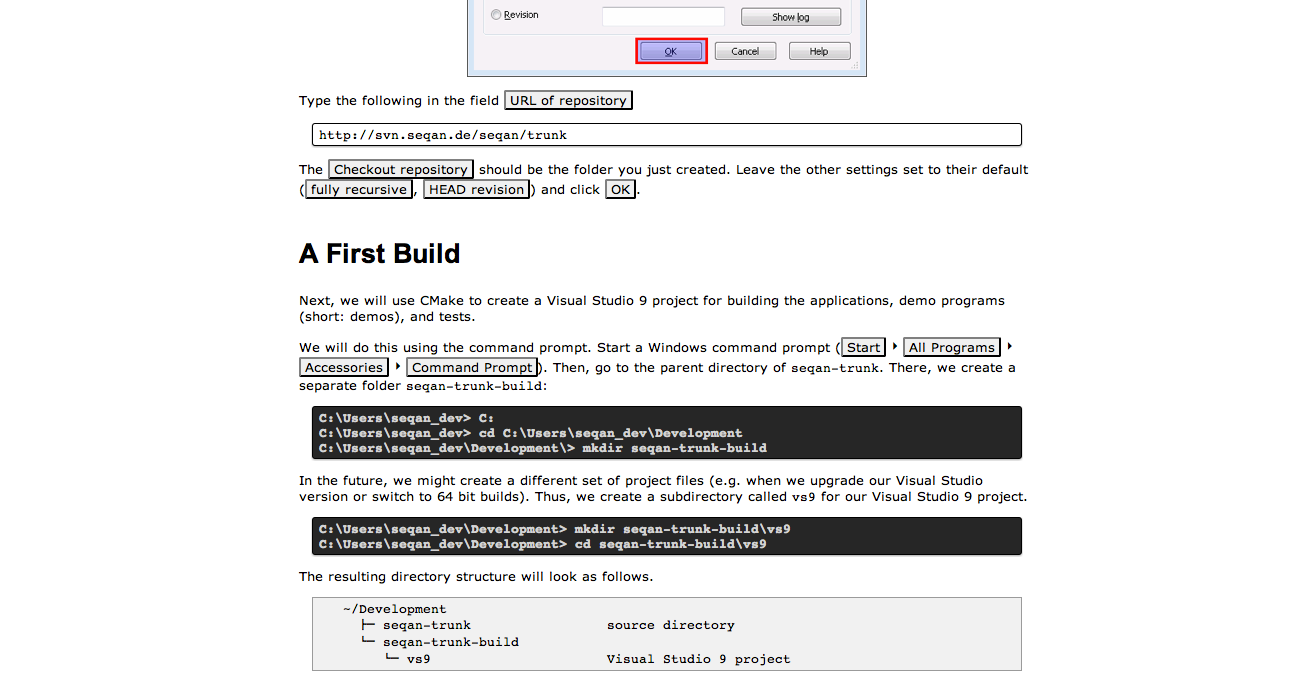 Revision
Show log
OK Cancel Help
Type the following in the field URL of repository
http://svn.seqan.de/seqan/trunk
The Checkout repository should be the folder you just created. Leave the other settings set to their default
(fully recursive, HEAD revision) and click OK.
A First Build
Next, we will use CMake to create a Visual Studio 9 project for building the applications, demo programs
(short: demos), and tests.
We will do this using the command prompt. Start a Windows command prompt (Start ‣ All Programs ‣
Accessories ‣ Command Prompt). Then, go to the parent directory of seqan-trunk. There, we create a
separate folder seqan-trunk-build:
C:\Users\seqan_dev> C:
C:\Users\seqan_dev> cd C:\Users\seqan_dev\Development
C:\Users\seqan_dev\Development\> mkdir seqan-trunk-build
In the future, we might create a different set of project files (e.g. when we upgrade our Visual Studio
version or switch to 64 bit builds). Thus, we create a subdirectory called vs9 for our Visual Studio 9 project.
C:\Users\seqan_dev\Development> mkdir seqan-trunk-build\vs9
C:\Users\seqan_dev\Development> cd seqan-trunk-build\vs9
The resulting directory structure will look as follows.
~/Development
├─ seqan-trunk source directory
└─ seqan-trunk-build
└─ vs9 Visual Studio 9 project